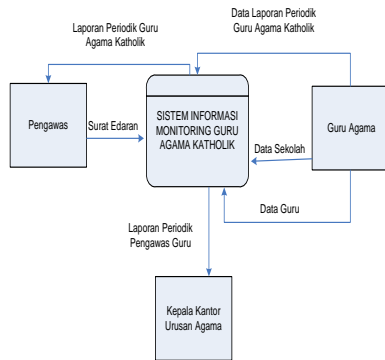 Laporan Periodik Guru
Agama Katholik
Data Laporan Periodik
Guru Agama Katholik
Pengawas
Surat Edaran
SISTEM INFORMASI
MONITORING GURU
AGAMA KATHOLIK
Guru Agama
Data Sekolah
Data Guru
Laporan Periodik
Pengawas Guru
Kepala Kantor
Urusan Agama